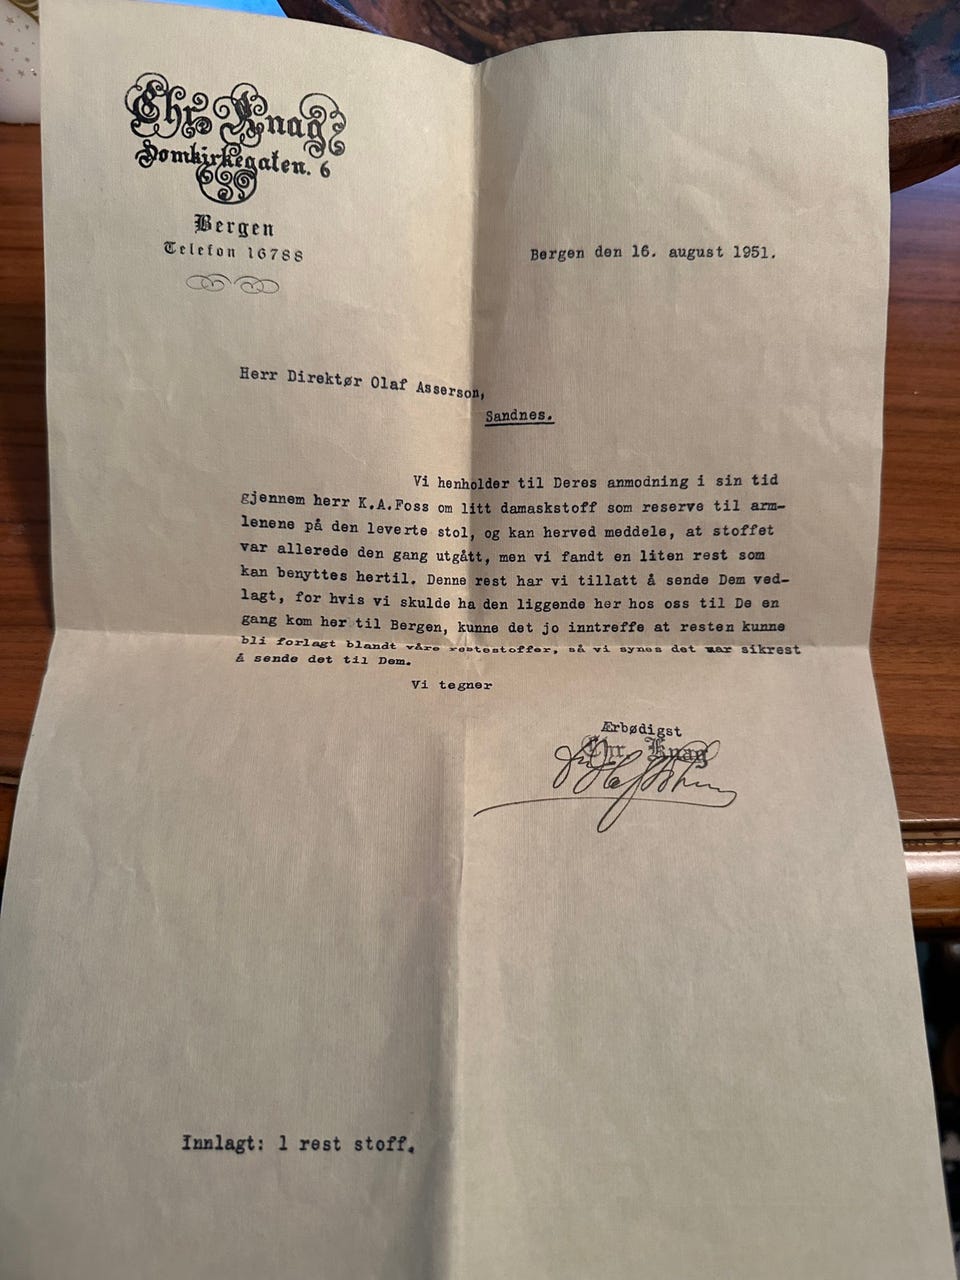 Chr. Knag
Domkirkegaten. 6
Bergen
Telefon 16788
Bergen den 16. august 1951.
Herr Direktør Olaf Asserson,
Sandnes.
Vi henholder til Deres anmodning i sin tid
gjennem herr K.A.Foss om litt damaskstoff som reserve til arm-
lenene på den leverte stol, og kan herved meddele, at stoffet
var allerede den gang utgått, men vi fandt en liten rest som
kan benyttes hertil. Denne rest har vi tillatt å sende Dem ved-
lagt, for hvis vi skulde ha den liggende her hos oss til De en
gang kom her til Bergen, kunne det jo inntreffe at resten kunne
bli forlagt blandt våre restestoffer, så vi synes det var sikrest
å sende det til Dem.
Vi tegner
Ærbødigst
Chr. Knag
Innlagt: 1 rest stoff.